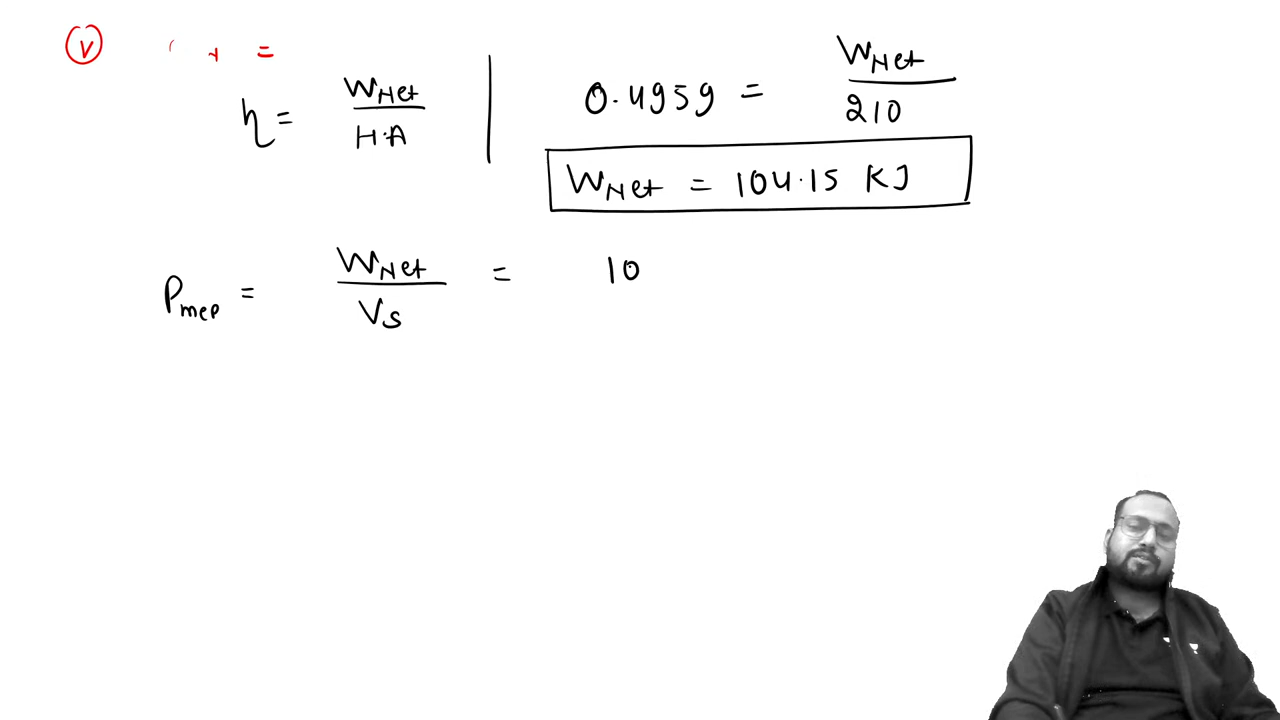 (v) =
η = W_Net / H.A | 0.4959 = W_Net / 210
W_Net = 104.15 KJ
P_mep = W_Net / V_s = 10